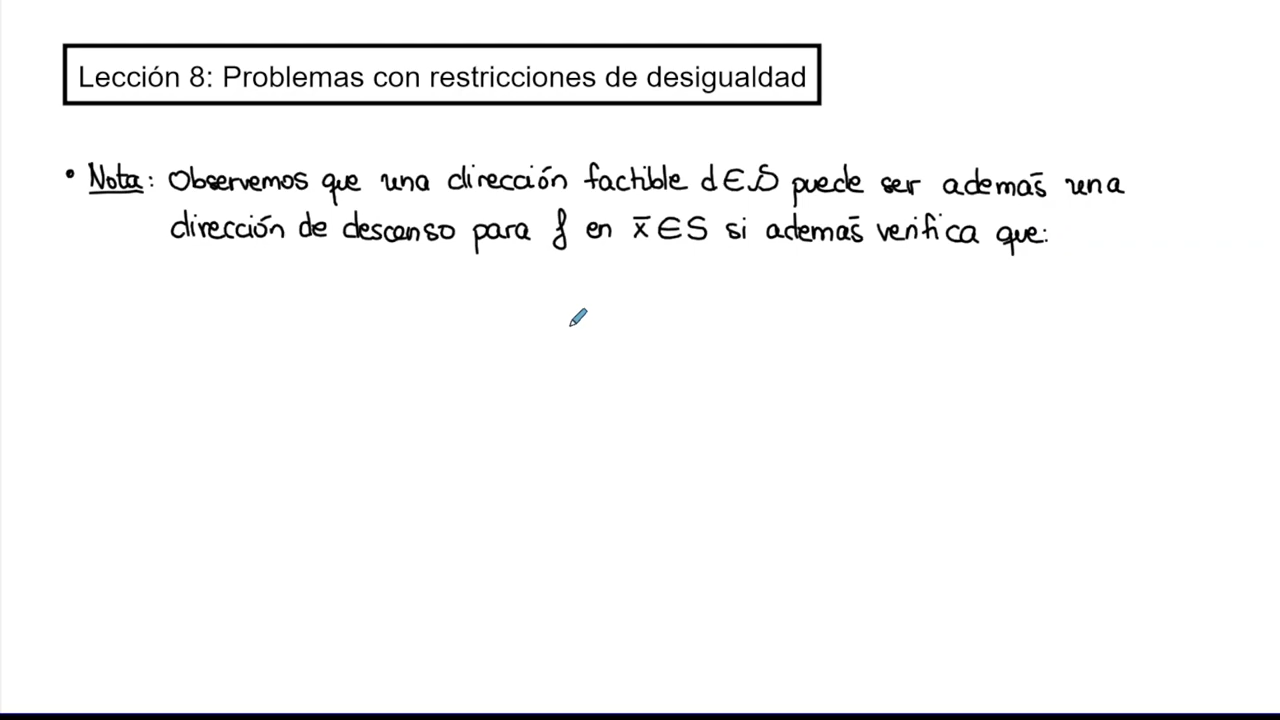 Lección 8: Problemas con restricciones de desigualdad
• Nota: Observemos que una dirección factible d∈𝒟 puede ser además una
dirección de descenso para f en x̄∈S si además verifica que: